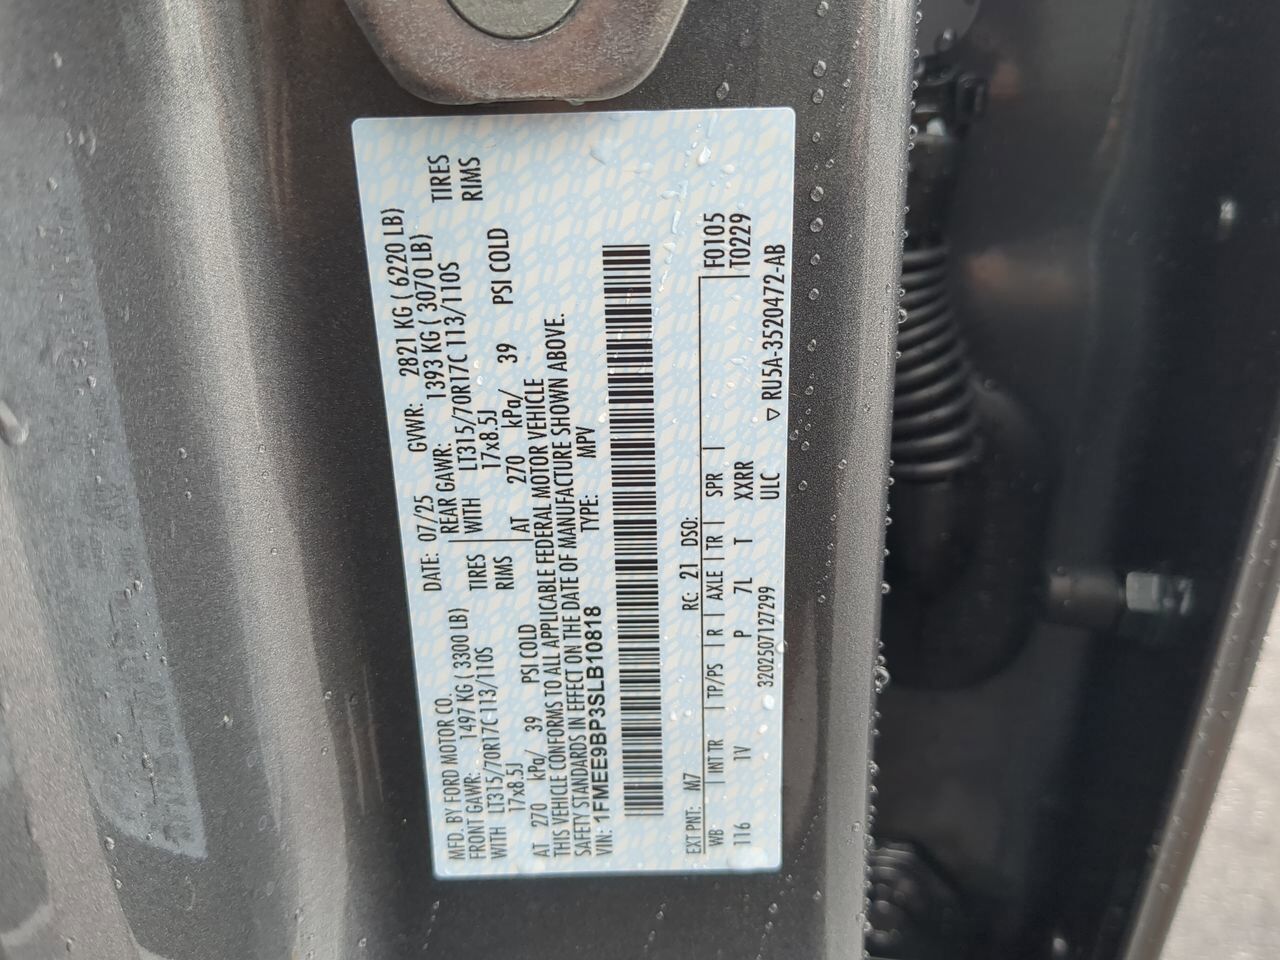 MFD. BY FORD MOTOR CO. DATE: 07/25 GVWR: 2821 KG ( 6220 LB)
FRONT GAWR: 1497 KG ( 3300 LB) REAR GAWR: 1393 KG ( 3070 LB)
WITH LT315/70R17C 113/110S TIRES WITH LT315/70R17C 113/110S TIRES
17x8.5J RIMS 17x8.5J RIMS
AT 270 kPa/ 39 PSI COLD AT 270 kPa/ 39 PSI COLD
THIS VEHICLE CONFORMS TO ALL APPLICABLE FEDERAL MOTOR VEHICLE
SAFETY STANDARDS IN EFFECT ON THE DATE OF MANUFACTURE SHOWN ABOVE.
VIN: 1FMEE9BP3SLB10818 TYPE: MPV
EXT PNT: M7 RC 21 DSO: F0105
WB INT TR TP/PS R AXLE TR SPR T0229
116 1V P 7L T XXRR
3202507127299 ULC ▽ RU5A-3520472-AB